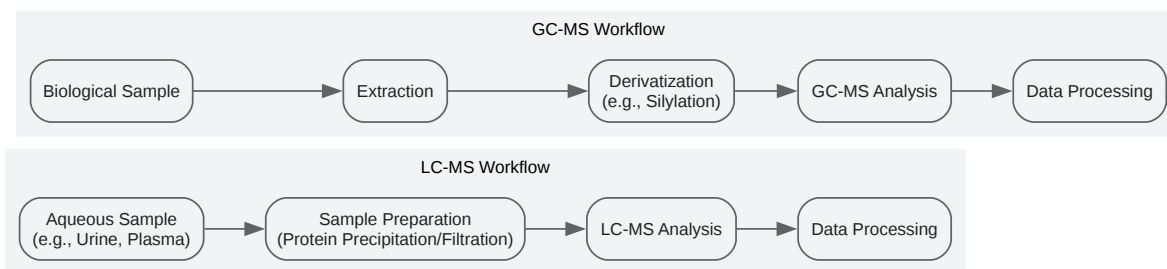 GC-MS Workflow
Biological Sample
Extraction
Derivatization
(e.g., Silylation)
GC-MS Analysis
Data Processing
LC-MS Workflow
Aqueous Sample
(e.g., Urine, Plasma)
Sample Preparation
(Protein Precipitation/Filtration)
LC-MS Analysis
Data Processing